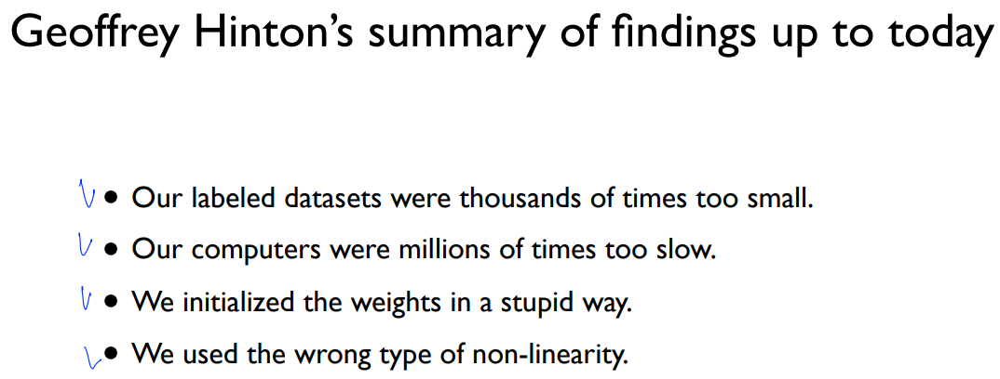 Geoffrey Hinton's summary of findings up to today
• Our labeled datasets were thousands of times too small.
• Our computers were millions of times too slow.
• We initialized the weights in a stupid way.
• We used the wrong type of non-linearity.